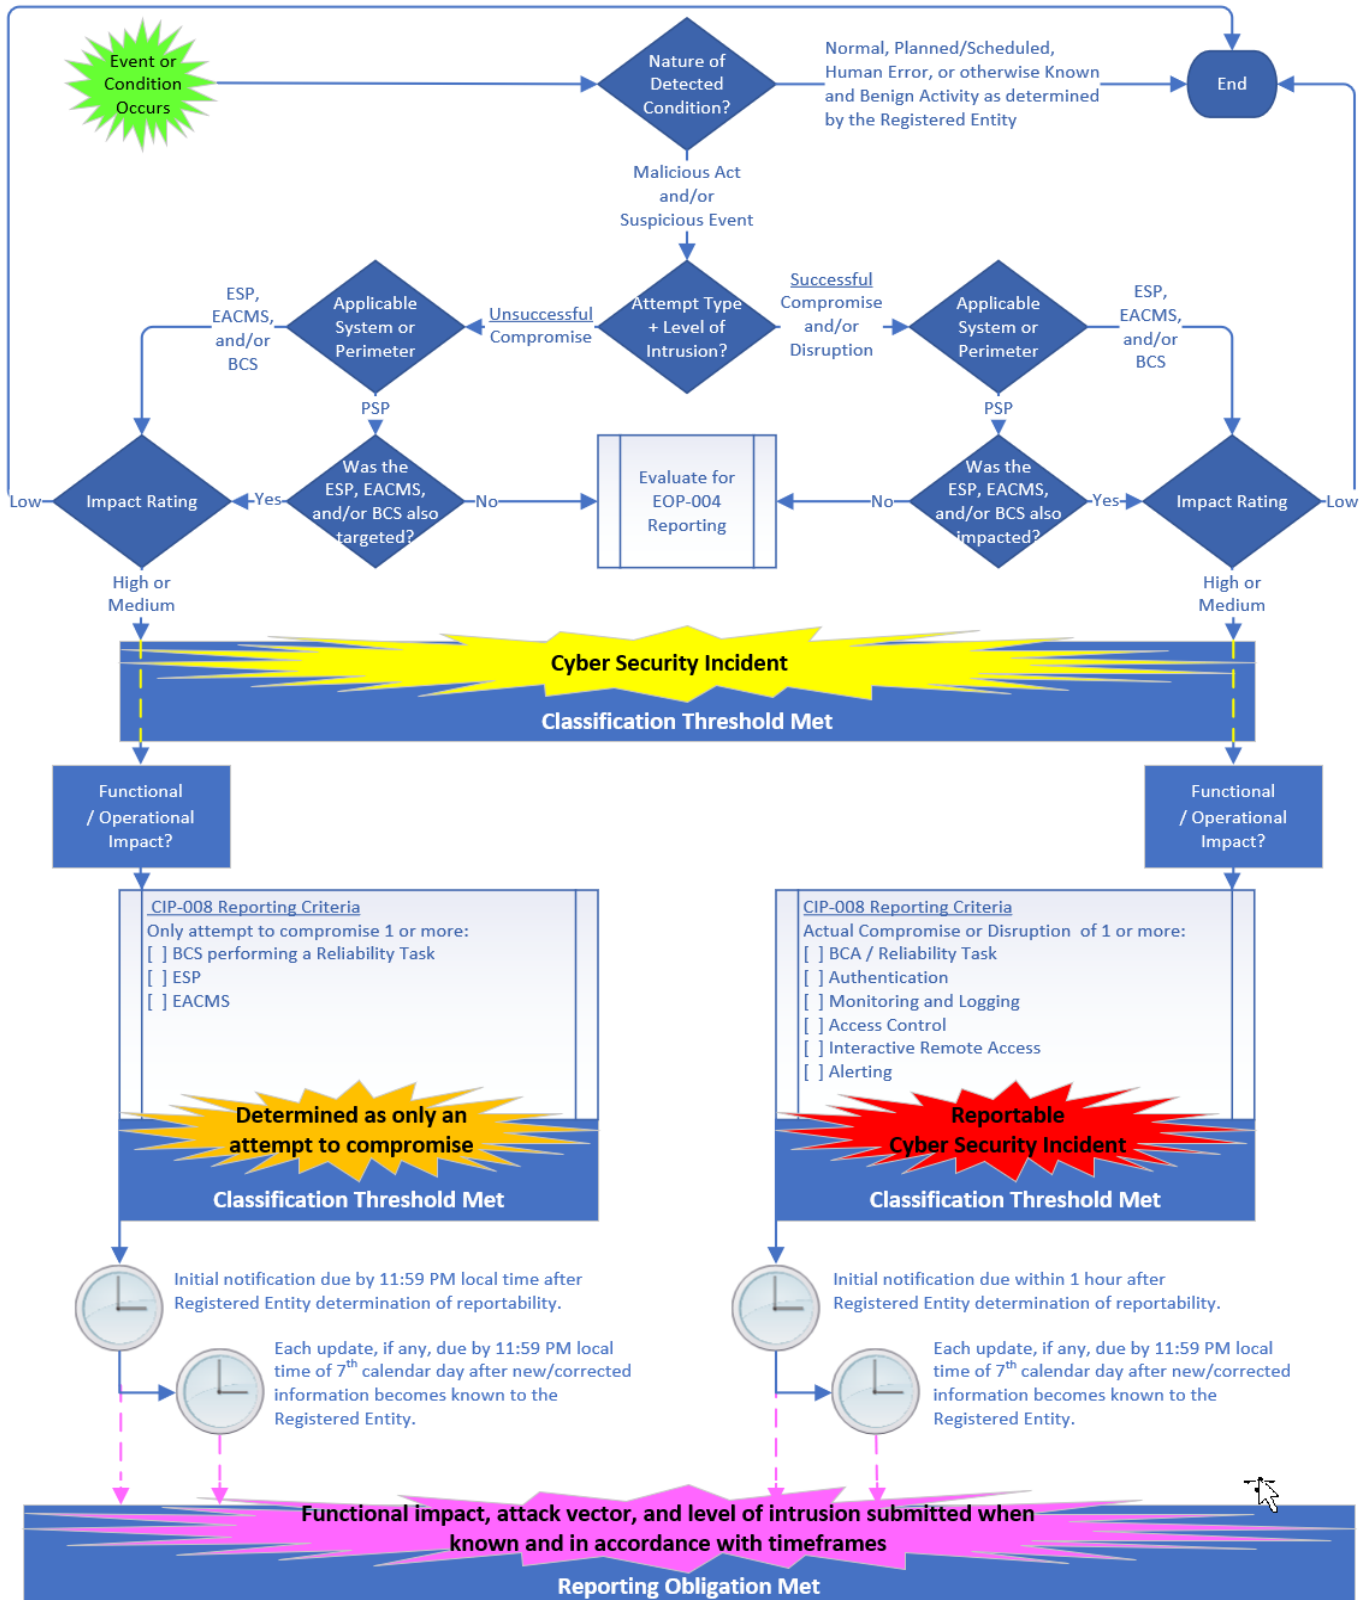 Event or
Condition
Occurs
Nature of
Detected
Condition?
Normal, Planned/Scheduled,
Human Error, or otherwise Known
and Benign Activity as determined
by the Registered Entity
End
Malicious Act
and/or
Suspicious Event
ESP,
EACMS,
and/or
BCS
Applicable
System or
Perimeter
Unsuccessful
Compromise
Attempt Type
+ Level of
Intrusion?
Successful
Compromise
and/or
Disruption
Applicable
System or
Perimeter
ESP,
EACMS,
and/or
BCS
PSP
PSP
Low
Impact Rating
Yes
Was the
ESP, EACMS,
and/or BCS also
targeted?
No
Evaluate for
EOP-004
Reporting
No
Was the
ESP, EACMS,
and/or BCS also
impacted?
Yes
Impact Rating
Low
High or
Medium
High or
Medium
Cyber Security Incident
Classification Threshold Met
Functional
/ Operational
Impact?
Functional
/ Operational
Impact?
CIP-008 Reporting Criteria
Only attempt to compromise 1 or more:
[ ] BCS performing a Reliability Task
[ ] ESP
[ ] EACMS
Determined as only an
attempt to compromise
Classification Threshold Met
CIP-008 Reporting Criteria
Actual Compromise or Disruption of 1 or more:
[ ] BCA / Reliability Task
[ ] Authentication
[ ] Monitoring and Logging
[ ] Access Control
[ ] Interactive Remote Access
[ ] Alerting
Reportable
Cyber Security Incident
Classification Threshold Met
Initial notification due by 11:59 PM local time after
Registered Entity determination of reportability.
Each update, if any, due by 11:59 PM local
time of 7th calendar day after new/corrected
information becomes known to the
Registered Entity.
Initial notification due within 1 hour after
Registered Entity determination of reportability.
Each update, if any, due by 11:59 PM local
time of 7th calendar day after new/corrected
information becomes known to the
Registered Entity.
Functional impact, attack vector, and level of intrusion submitted when
known and in accordance with timeframes
Reporting Obligation Met